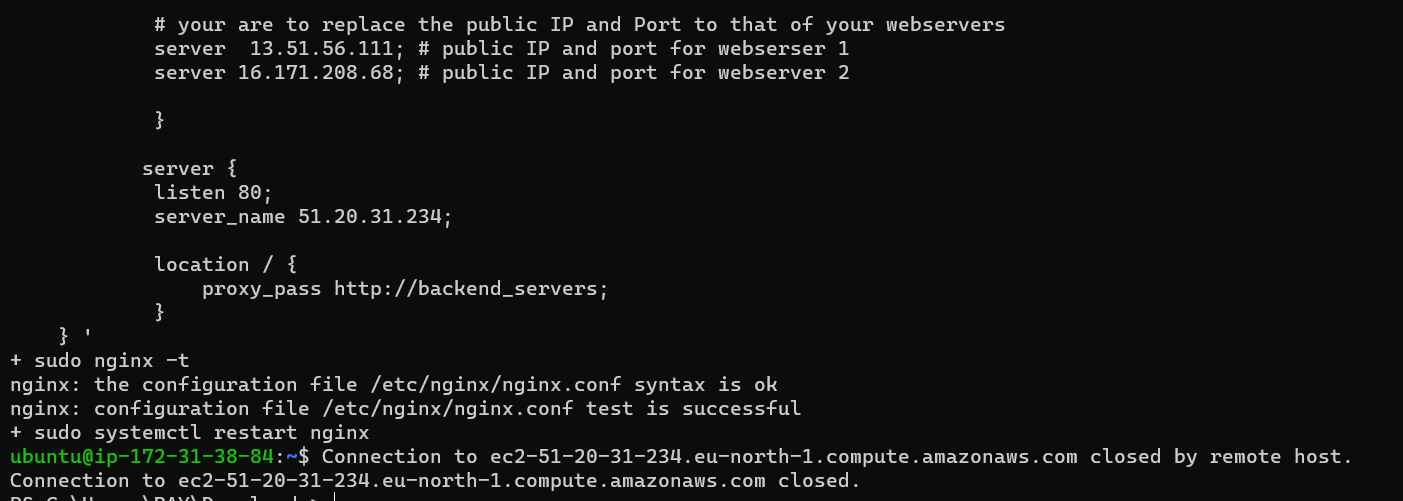 # your are to replace the public IP and Port to that of your webservers
server  13.51.56.111; # public IP and port for webserser 1
server 16.171.208.68; # public IP and port for webserver 2
}
server {
listen 80;
server_name 51.20.31.234;
location / {
proxy_pass http://backend_servers;
}
} '
+ sudo nginx -t
nginx: the configuration file /etc/nginx/nginx.conf syntax is ok
nginx: configuration file /etc/nginx/nginx.conf test is successful
+ sudo systemctl restart nginx
ubuntu@ip-172-31-38-84:~$ Connection to ec2-51-20-31-234.eu-north-1.compute.amazonaws.com closed by remote host.
Connection to ec2-51-20-31-234.eu-north-1.compute.amazonaws.com closed.